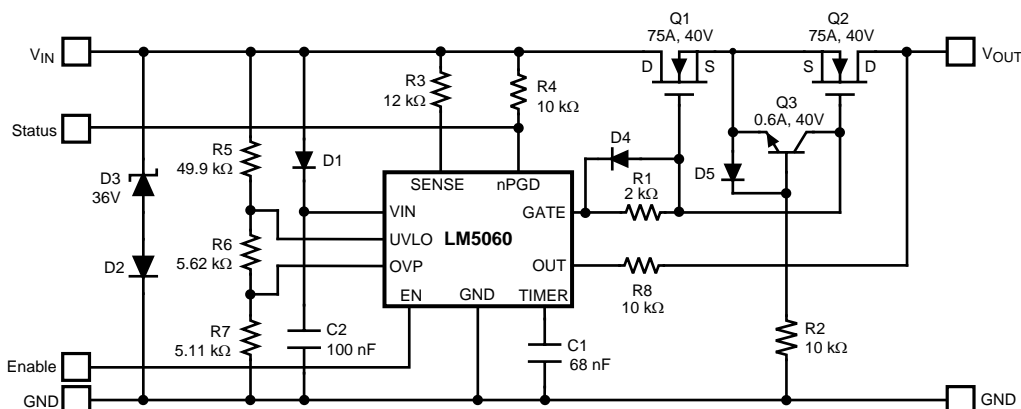 Q1
75A, 40V
Q2
75A, 40V
VIN
D
S
S
D
VOUT
R3
12 kΩ
R4
10 kΩ
Q3
0.6A, 40V
Status
R5
49.9 kΩ
D1
D4
D5
D3
36V
R1
2 kΩ
SENSE
nPGD
VIN
GATE
UVLO
LM5060
R6
5.62 kΩ
OVP
OUT
D2
R8
10 kΩ
EN
GND
TIMER
R7
5.11 kΩ
C2
100 nF
C1
68 nF
R2
10 kΩ
Enable
GND
GND